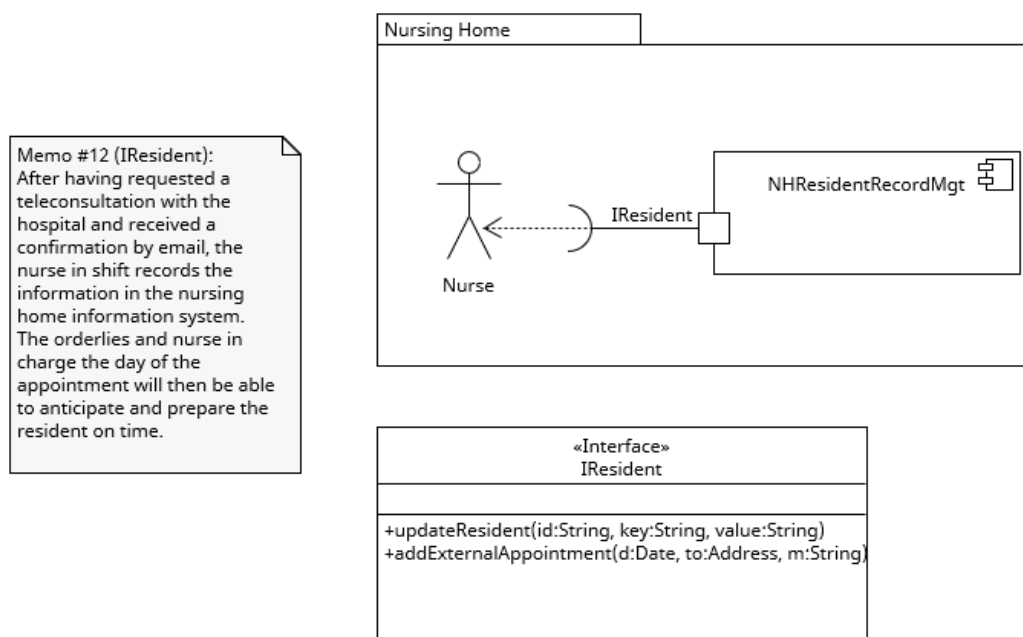 Nursing Home
Memo #12 (IResident):
After having requested a
teleconsultation with the
hospital and received a
confirmation by email, the
nurse in shift records the
information in the nursing
home information system.
The orderlies and nurse in
charge the day of the
appointment will then be able
to anticipate and prepare the
resident on time.
NHResidentRecordMgt
IResident
Nurse
«Interface»
IResident
+updateResident(id:String, key:String, value:String)
+addExternalAppointment(d:Date, to:Address, m:String)